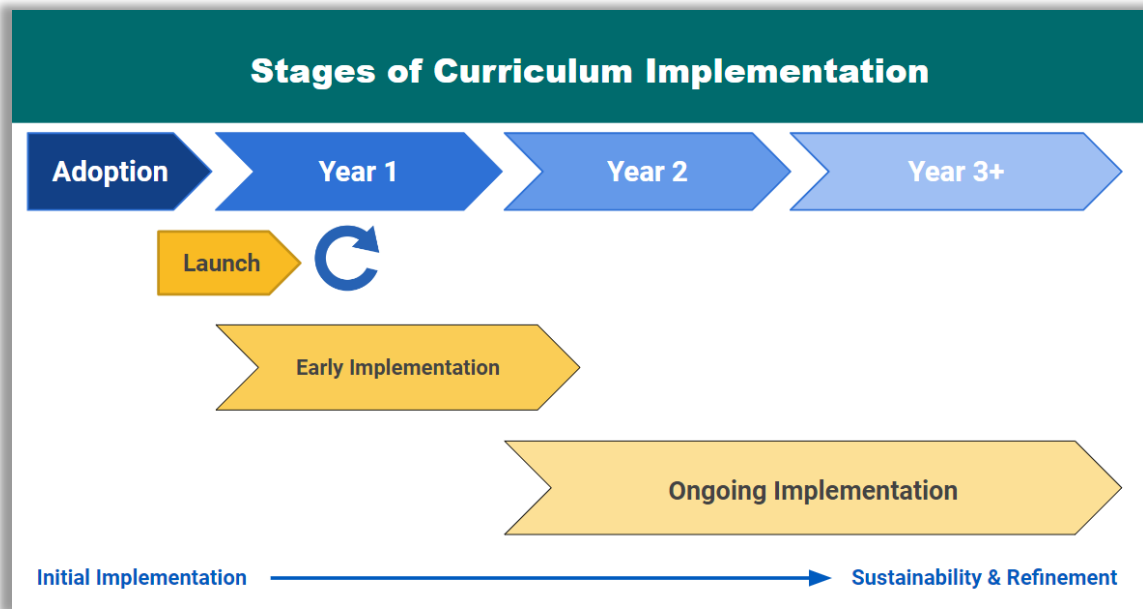 Stages of Curriculum Implementation
Adoption
Year 1
Year 2
Year 3+
Launch
Early Implementation
Ongoing Implementation
Initial Implementation
Sustainability & Refinement